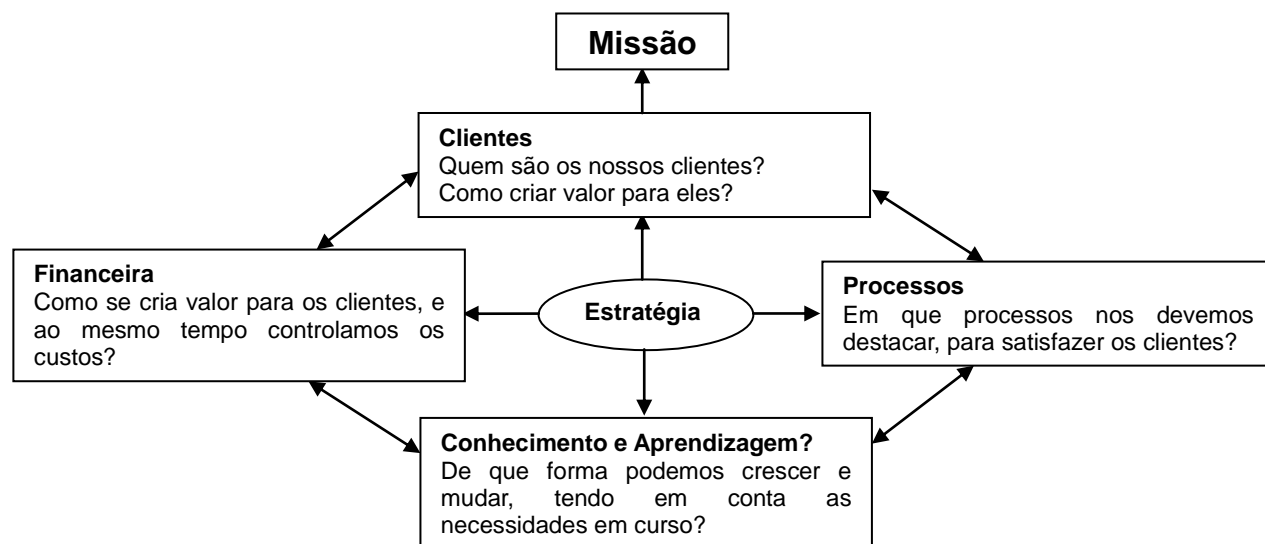 Missão
Clientes
Quem são os nossos clientes?
Como criar valor para eles?
Financeira
Como se cria valor para os clientes, e
ao mesmo tempo controlamos os
custos?
Estratégia
Processos
Em que processos nos devemos
destacar, para satisfazer os clientes?
Conhecimento e Aprendizagem?
De que forma podemos crescer e
mudar, tendo em conta as
necessidades em curso?